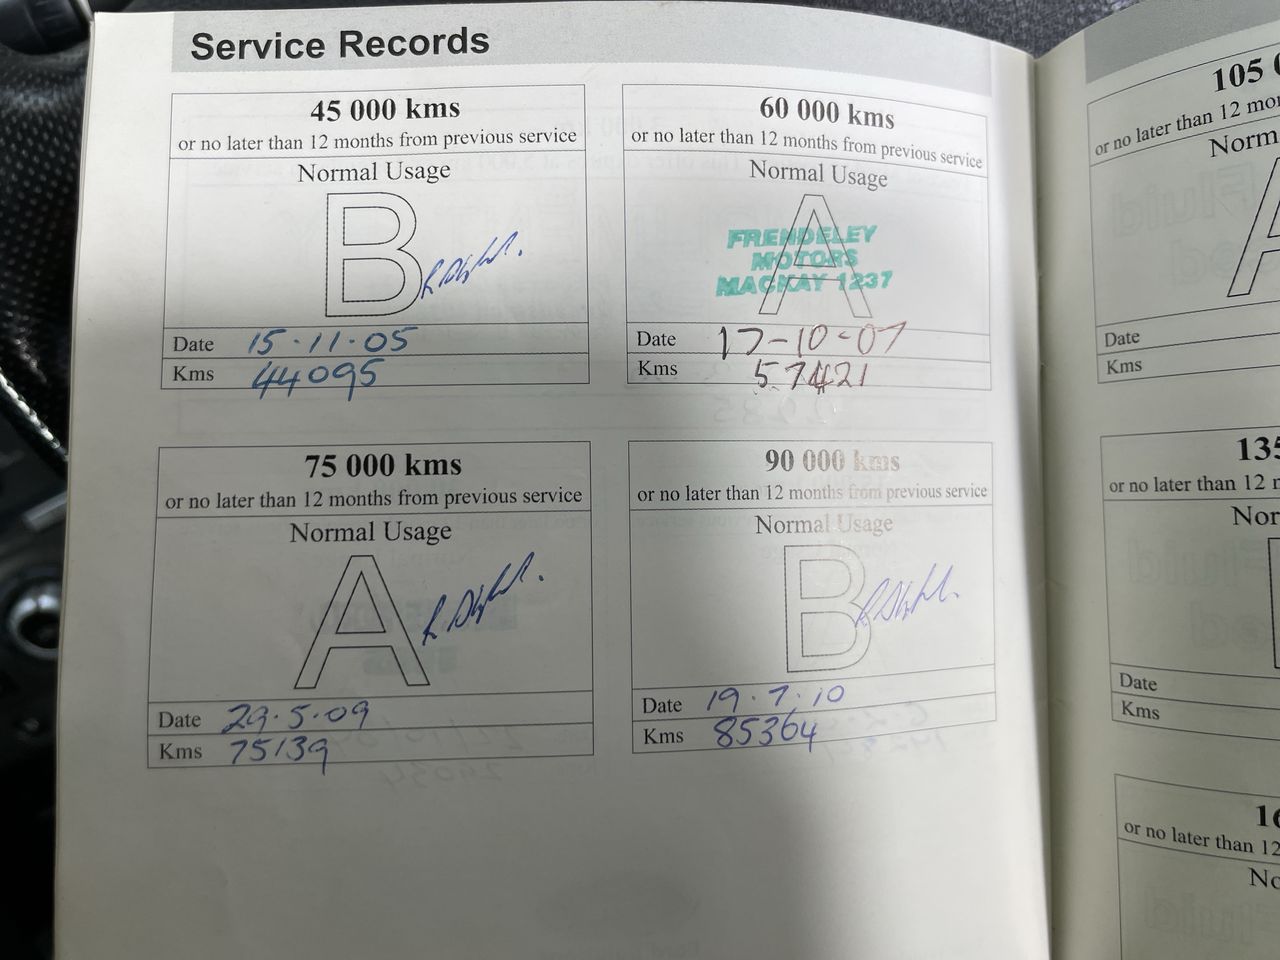 Service Records
45 000 kms
or no later than 12 months from previous service
Normal Usage
B
Date 15·11·05
Kms 44095
60 000 kms
or no later than 12 months from previous service
Normal Usage
A
FRENDELEY
MOTORS
MACKAY 1237
Date 17-10-07
Kms 57421
75 000 kms
or no later than 12 months from previous service
Normal Usage
A
Date 29·5·09
Kms 75139
90 000 kms
or no later than 12 months from previous service
Normal Usage
B
Date 19·7·10
Kms 85364
105
or no later than 12
Date
Kms
135
or no later than 12
Date
Kms
or no later than 12